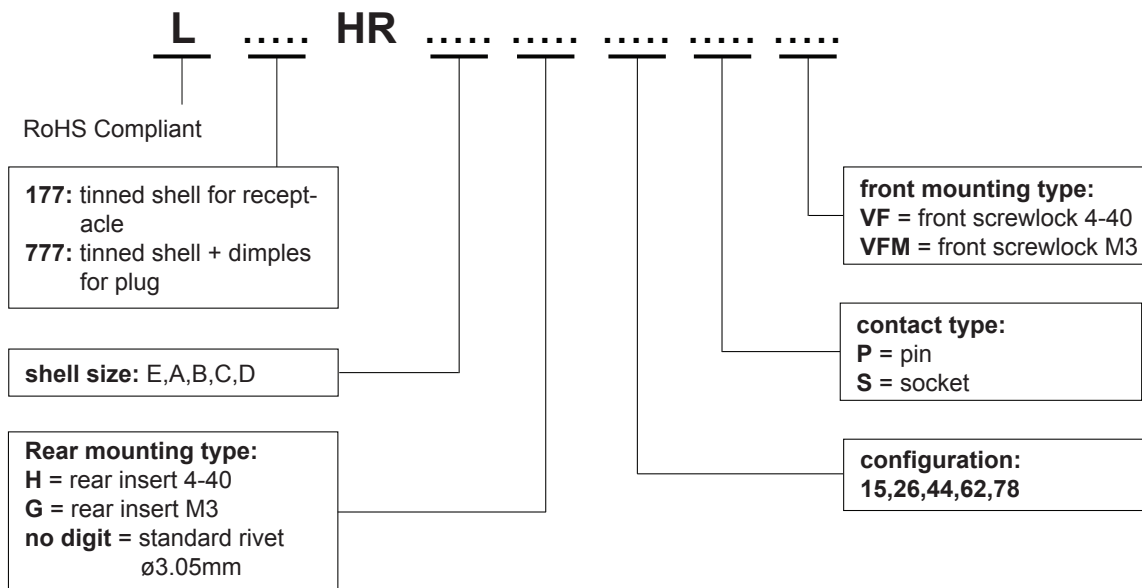 L ..... HR ..... ..... ..... ..... .....
RoHS Compliant
177: tinned shell for recept-
acle
777: tinned shell + dimples
for plug
shell size: E,A,B,C,D
Rear mounting type:
H = rear insert 4-40
G = rear insert M3
no digit = standard rivet
ø3.05mm
front mounting type:
VF = front screwlock 4-40
VFM = front screwlock M3
contact type:
P = pin
S = socket
configuration:
15,26,44,62,78